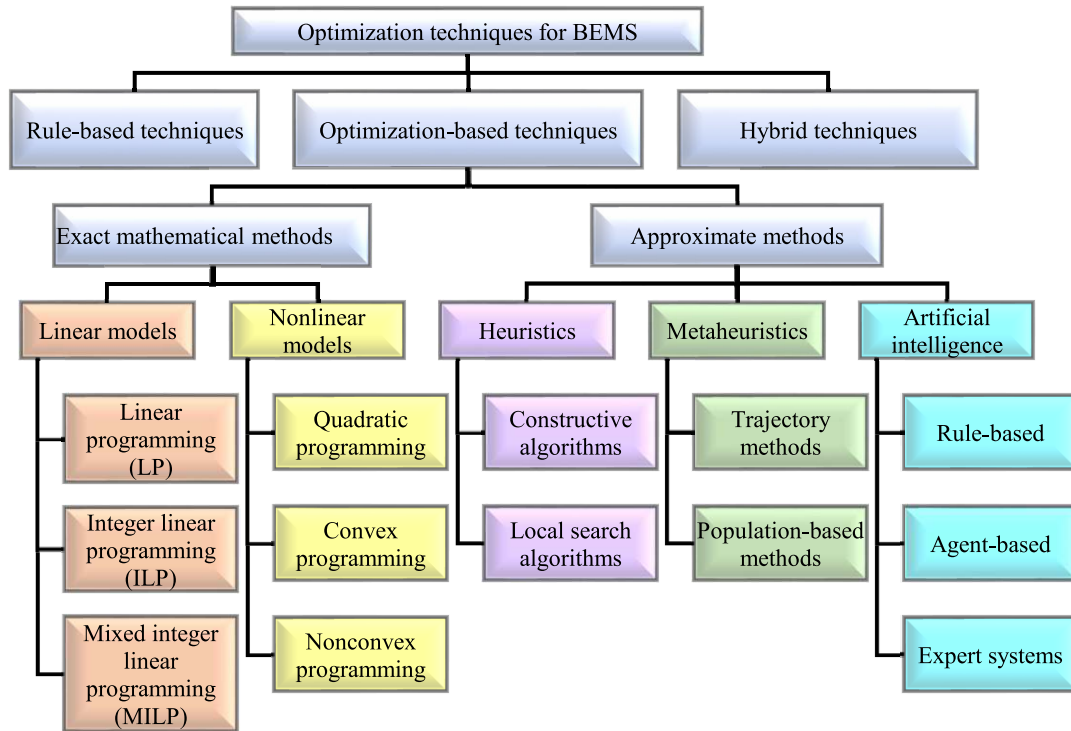 Optimization techniques for BEMS
Rule-based techniques
Optimization-based techniques
Hybrid techniques
Exact mathematical methods
Approximate methods
Linear models
Nonlinear
models
Heuristics
Metaheuristics
Artificial
intelligence
Linear
programming
(LP)
Quadratic
programming
Constructive
algorithms
Trajectory
methods
Rule-based
Integer linear
programming
(ILP)
Convex
programming
Local search
algorithms
Population-based
methods
Agent-based
Mixed integer
linear
programming
(MILP)
Nonconvex
programming
Expert systems